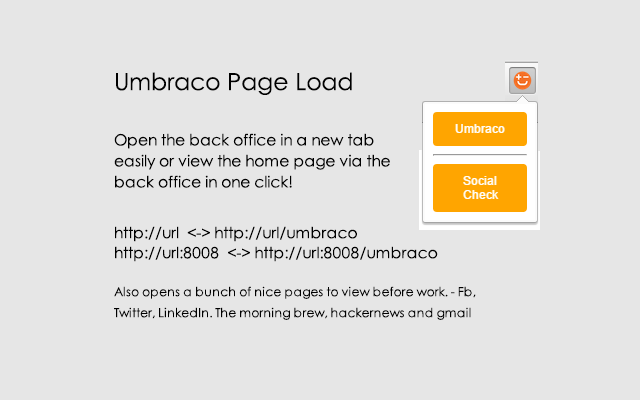 Umbraco Page Load
Umbraco
Open the back office in a new tab
easily or view the home page via the
back office in one click!
Social
Check
http://url <-> http://url/umbraco
http://url:8008 <-> http://url:8008/umbraco
Also opens a bunch of nice pages to view before work. - Fb,
Twitter, LinkedIn. The morning brew, hackernews and gmail